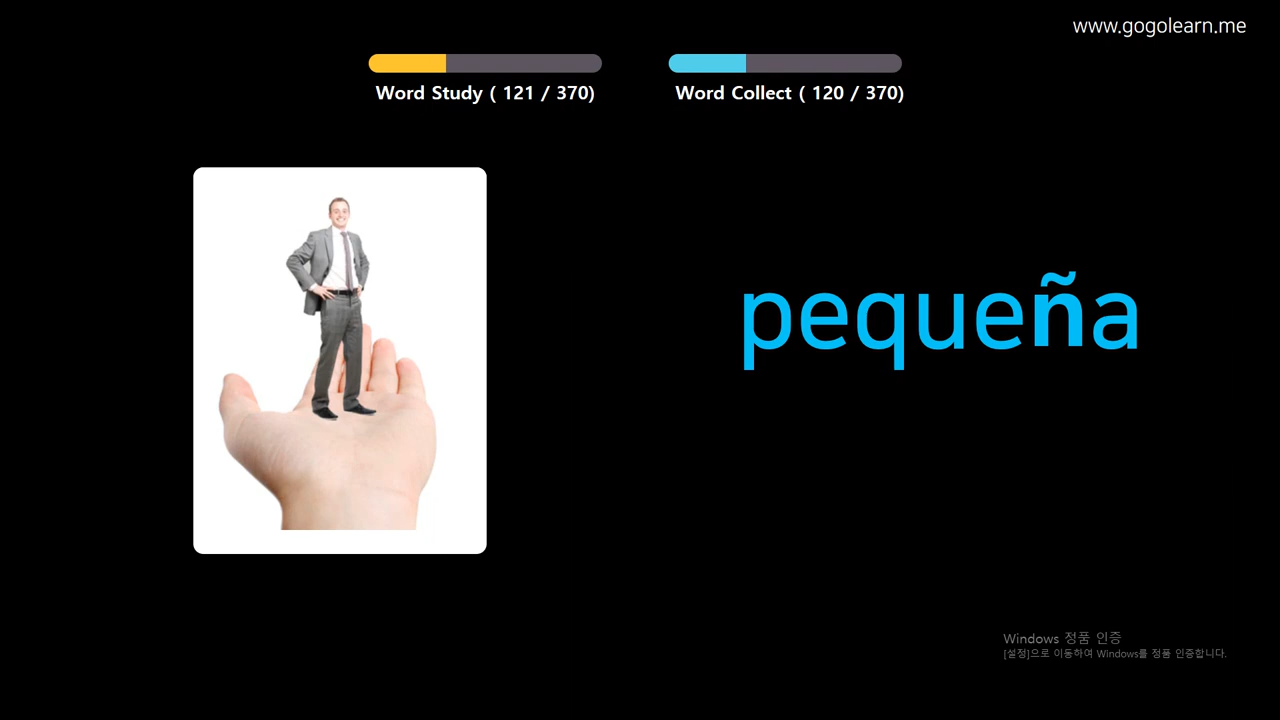 www.gogolearn.me
Word Study ( 121 / 370)
Word Collect ( 120 / 370)
pequeña
Windows 정품 인증
[설정]으로 이동하여 Windows를 정품 인증합니다.